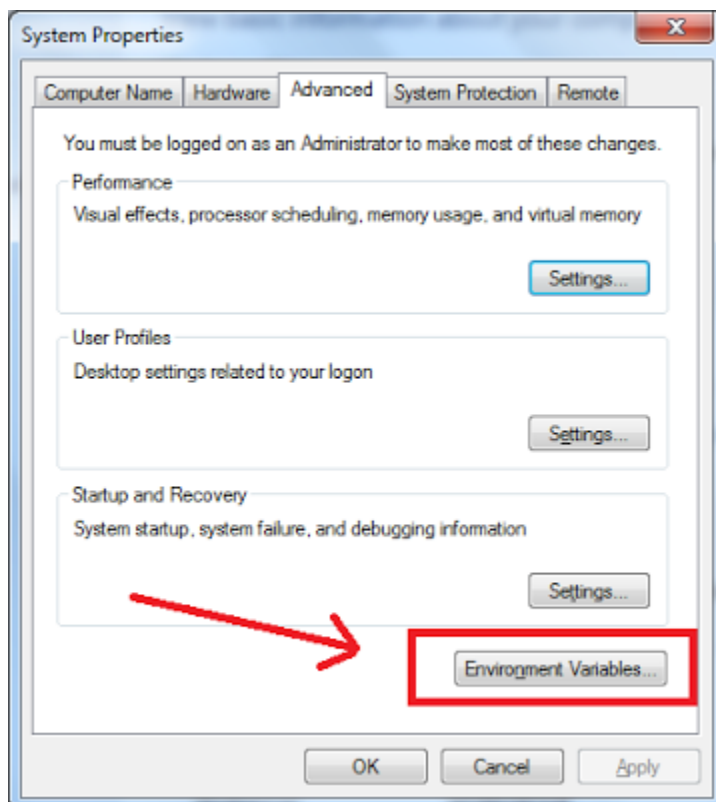 System Properties
Computer Name Hardware Advanced System Protection Remote
You must be logged on as an Administrator to make most of these changes.
Performance
Visual effects, processor scheduling, memory usage, and virtual memory
Settings...
User Profiles
Desktop settings related to your logon
Settings...
Startup and Recovery
System startup, system failure, and debugging information
Settings...
Environment Variables...
OK Cancel Apply